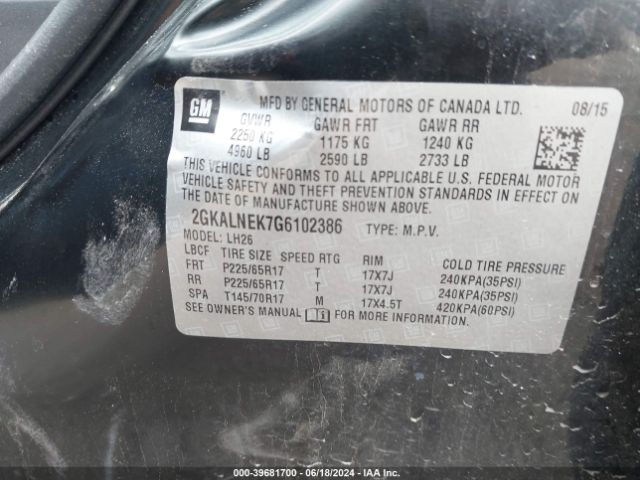 GM MFD BY GENERAL MOTORS OF CANADA LTD. 08/15
GVWR GAWR FRT GAWR RR
2250 KG 1175 KG 1240 KG
4960 LB 2590 LB 2733 LB
THIS VEHICLE CONFORMS TO ALL APPLICABLE U.S. FEDERAL MOTOR
VEHICLE SAFETY AND THEFT PREVENTION STANDARDS IN EFFECT ON
THE DATE OF MANUFACTURE SHOWN ABOVE.
2GKALNEK7G6102386 TYPE: M.P.V.
MODEL: LH26
LBCF TIRE SIZE SPEED RTG RIM COLD TIRE PRESSURE
FRT P225/65R17 T 17X7J 240KPA(35PSI)
RR P225/65R17 T 17X7J 240KPA(35PSI)
SPA T145/70R17 M 17X4.5T 420KPA(60PSI)
SEE OWNER'S MANUAL FOR MORE INFORMATION.
Stock No: 39681700 / 06/18/2024 / IAA Inc.